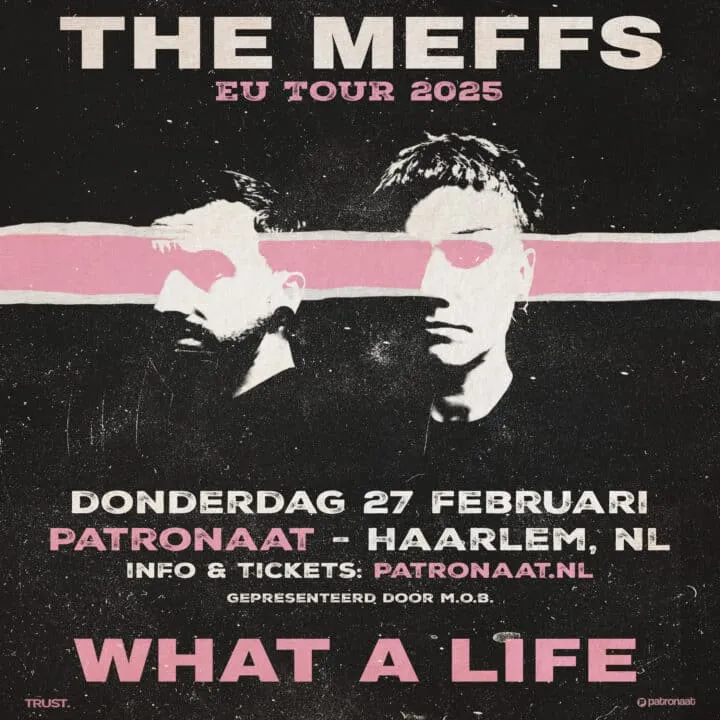 THE MEFFS
EU TOUR 2025
DONDERDAG 27 FEBRUARI
PATRONAAT - HAARLEM, NL
INFO & TICKETS: PATRONAAT.NL
GEPRESENTEERD DOOR M.O.B.
WHAT A LIFE
TRUST.
patronaat